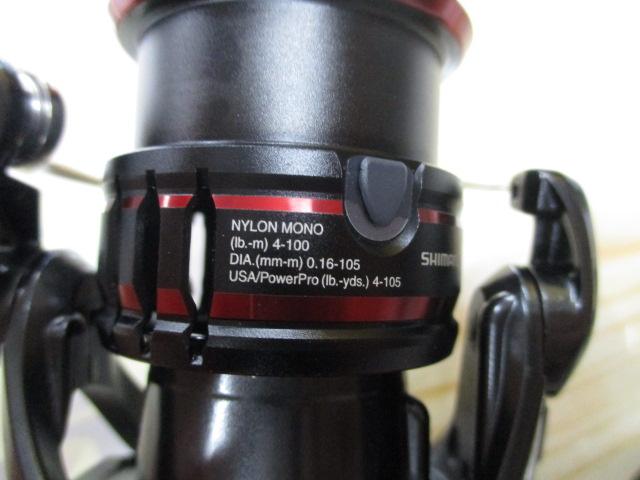 NYLON MONO
(lb.-m) 4-100
DIA.(mm-m) 0.16-105
USA/PowerPro (lb.-yds.) 4-105